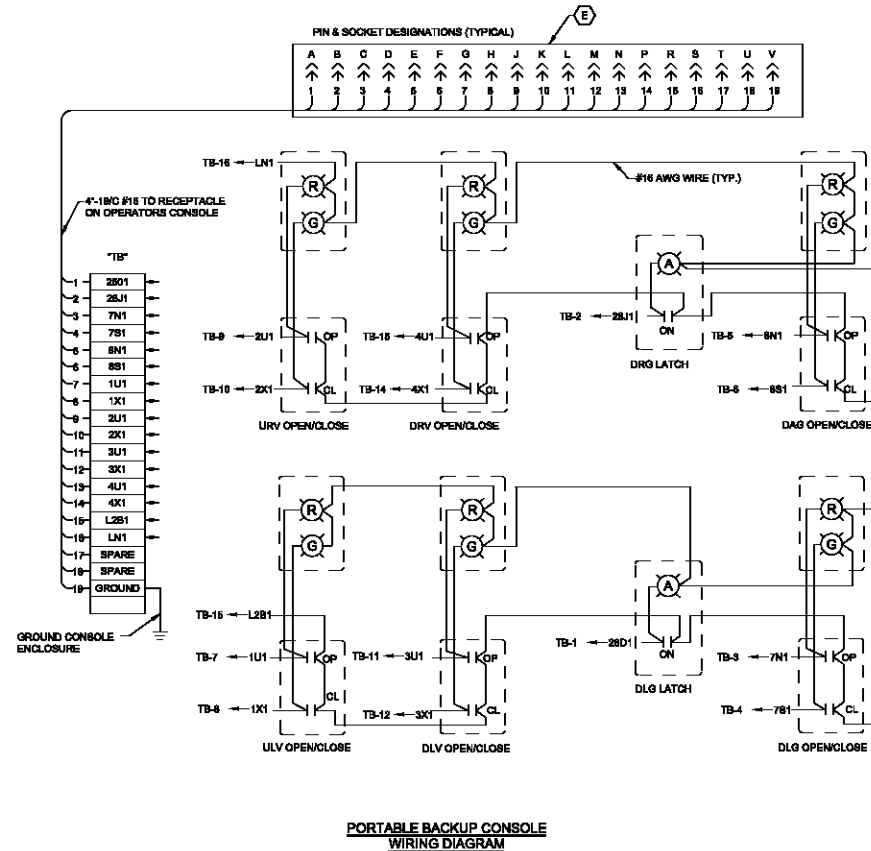 E
PIN & SOCKET DESIGNATIONS (TYPICAL)
A B C D E F G H J K L M N P R S T U V
1 2 3 4 5 6 7 8 9 10 11 12 13 14 15 16 17 18 19
TB-16 LN1
R R R
#16 AWG WIRE (TYP.)
4'-19/C #16 TO RECEPTACLE
ON OPERATORS CONSOLE
G G G
"TB"
A
1 28D1
2 28J1
3 7N1
4 7S1
5 8N1
6 8S1
7 1U1
8 1X1
9 2U1
10 2X1
11 3U1
12 3X1
13 4U1
14 4X1
15 L2B1
16 LN1
17 SPARE
18 SPARE
19 GROUND
GROUND CONSOLE
ENCLOSURE
TB-2 28J1
ON
TB-9 2U1 OP TB-15 4U1 OP TB-5 8N1 OP
DRG LATCH
TB-10 2X1 CL TB-14 4X1 CL TB-6 8S1 CL
URV OPEN/CLOSE DRV OPEN/CLOSE DAG OPEN/CLOSE
R R R
G G G
A
TB-15 L2B1
TB-1 28D1
ON
TB-7 1U1 OP TB-11 3U1 OP TB-3 7N1 OP
DLG LATCH
CL
TB-8 1X1 TB-12 3X1 CL TB-4 7S1 CL
ULV OPEN/CLOSE DLV OPEN/CLOSE DLG OPEN/CLOSE
PORTABLE BACKUP CONSOLE
WIRING DIAGRAM